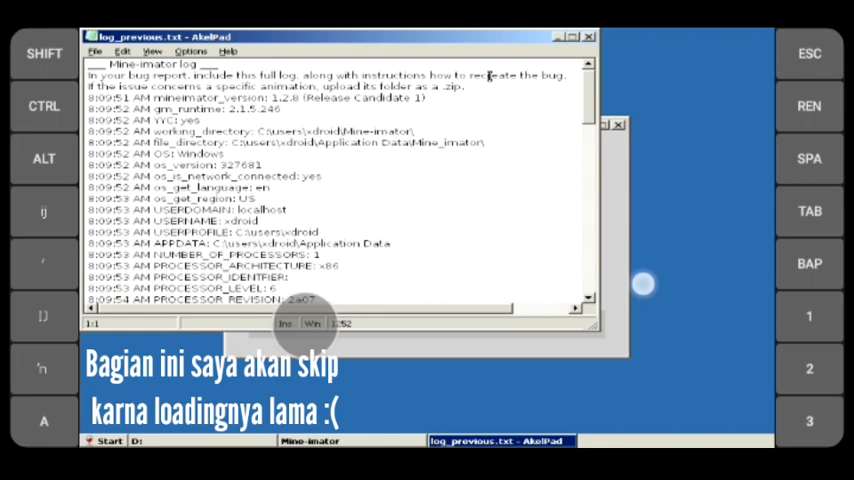 SHIFT
CTRL
ALT
ij
'
[]
'n
A
log_previous.txt - AkelPad
File Edit View Options Help
___ Mine-imator log ___
In your bug report, include this full log, along with instructions how to recreate the bug.
If the issue concerns a specific animation, upload its folder as a .zip.
8:09:51 AM mineimator_version: 1.2.8 (Release Candidate 1)
8:09:52 AM gm_runtime: 2.1.5.246
8:09:52 AM YYC: yes
8:09:52 AM working_directory: C:\users\xdroid\Mine-imator\
8:09:52 AM file_directory: C:\users\xdroid\Application Data\Mine_imator\
8:09:52 AM OS: Windows
8:09:52 AM os_version: 327681
8:09:52 AM os_is_network_connected: yes
8:09:52 AM os_get_language: en
8:09:53 AM os_get_region: US
8:09:53 AM USERDOMAIN: localhost
8:09:53 AM USERNAME: xdroid
8:09:53 AM USERPROFILE: C:\users\xdroid
8:09:53 AM APPDATA: C:\users\xdroid\Application Data
8:09:53 AM NUMBER_OF_PROCESSORS: 1
8:09:53 AM PROCESSOR_ARCHITECTURE: x86
8:09:53 AM PROCESSOR_IDENTIFIER:
8:09:53 AM PROCESSOR_LEVEL: 6
8:09:54 AM PROCESSOR_REVISION: 2a07
1:1 Ins Win 1252
Bagian ini saya akan skip
karna loadingnya lama :(
Start D: Mine-imator log_previous.txt - AkelPad
ESC
REN
SPA
TAB
BAP
1
2
3